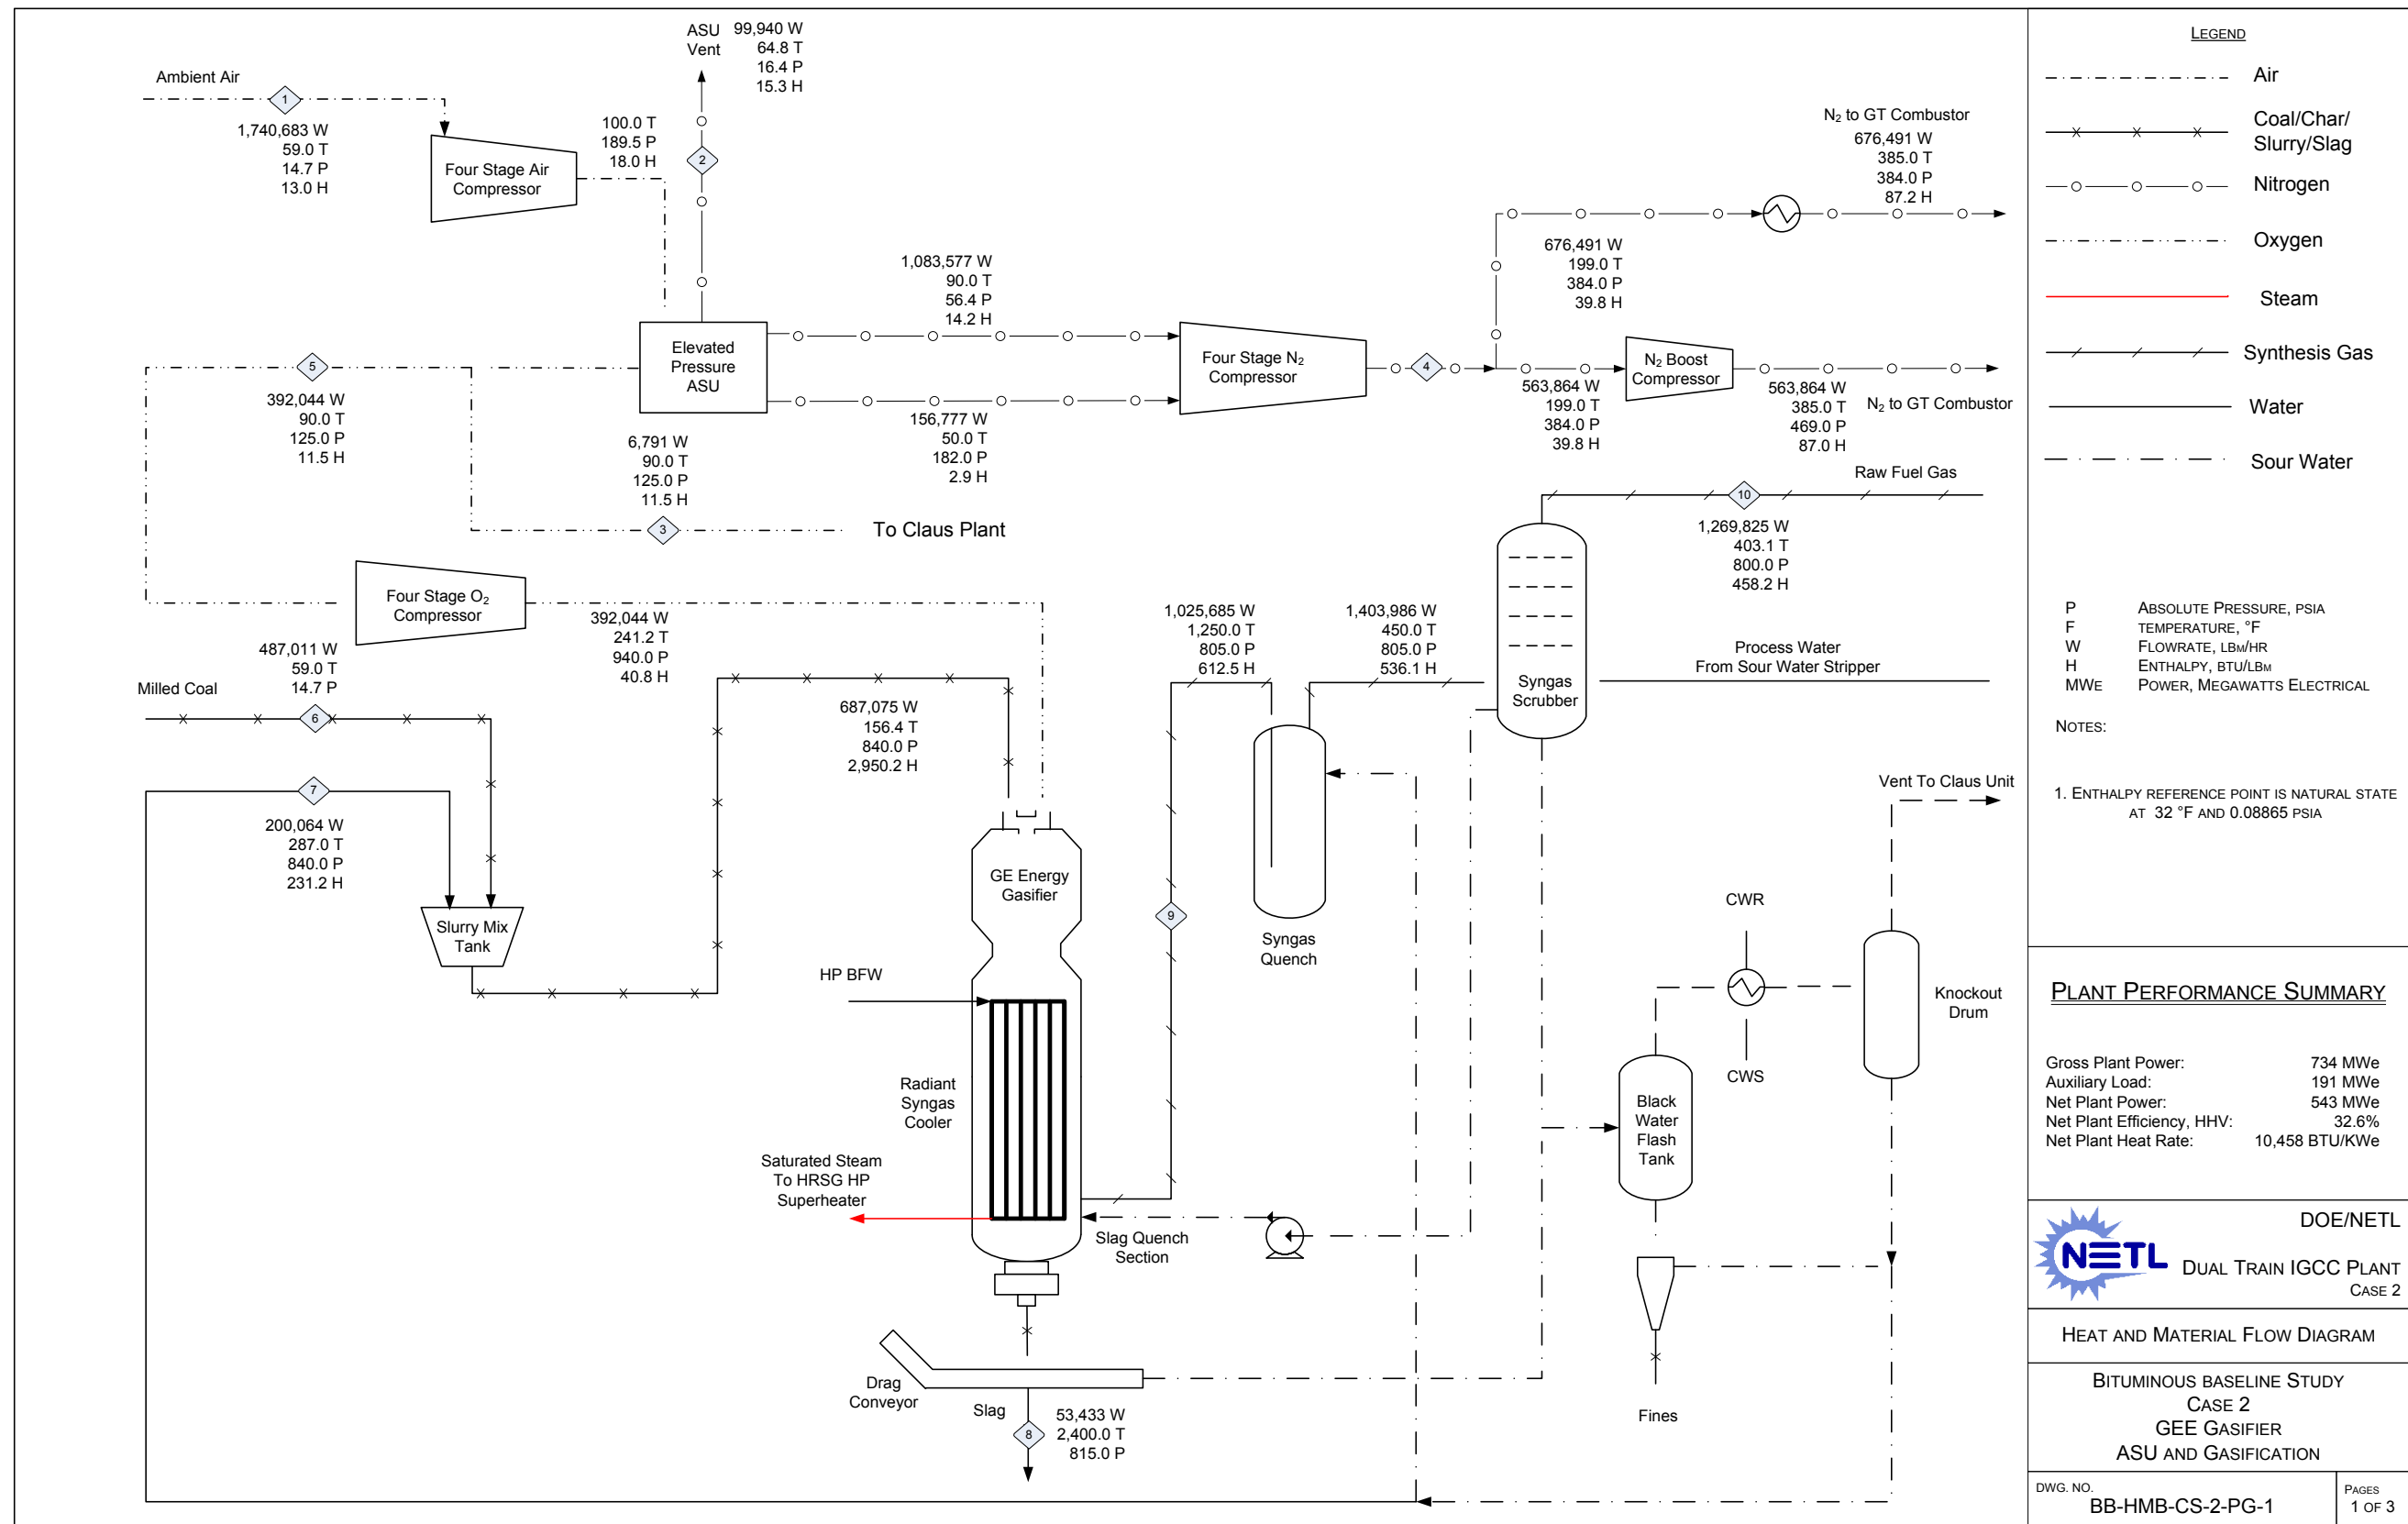 ASU
Vent
99,940 W
64.8 T
16.4 P
15.3 H
Ambient Air
1
1,740,683 W
59.0 T
14.7 P
13.0 H
Four Stage Air
Compressor
100.0 T
189.5 P
18.0 H
2
N2 to GT Combustor
676,491 W
385.0 T
384.0 P
87.2 H
676,491 W
199.0 T
384.0 P
39.8 H
1,083,577 W
90.0 T
56.4 P
14.2 H
Elevated
Pressure
ASU
Four Stage N2
Compressor
4
N2 Boost
Compressor
563,864 W
199.0 T
384.0 P
39.8 H
563,864 W
385.0 T
469.0 P
87.0 H
N2 to GT Combustor
5
392,044 W
90.0 T
125.0 P
11.5 H
6,791 W
90.0 T
125.0 P
11.5 H
156,777 W
50.0 T
182.0 P
2.9 H
3
To Claus Plant
Raw Fuel Gas
10
1,269,825 W
403.1 T
800.0 P
458.2 H
Four Stage O2
Compressor
392,044 W
241.2 T
940.0 P
40.8 H
487,011 W
59.0 T
14.7 P
Milled Coal
6
687,075 W
156.4 T
840.0 P
2,950.2 H
1,025,685 W
1,250.0 T
805.0 P
612.5 H
1,403,986 W
450.0 T
805.0 P
536.1 H
Syngas
Scrubber
Process Water
From Sour Water Stripper
7
200,064 W
287.0 T
840.0 P
231.2 H
Slurry Mix
Tank
GE Energy
Gasifier
9
Syngas
Quench
Vent To Claus Unit
CWR
CWS
Knockout
Drum
HP BFW
Radiant
Syngas
Cooler
Saturated Steam
To HRSG HP
Superheater
Slag Quench
Section
Black
Water
Flash
Tank
Fines
Drag
Conveyor
Slag
8
53,433 W
2,400.0 T
815.0 P
LEGEND
Air
Coal/Char/
Slurry/Slag
Nitrogen
Oxygen
Steam
Synthesis Gas
Water
Sour Water
P ABSOLUTE PRESSURE, PSIA
F TEMPERATURE, °F
W FLOWRATE, LBM/HR
H ENTHALPY, BTU/LBM
MWE POWER, MEGAWATTS ELECTRICAL
NOTES:
1. ENTHALPY REFERENCE POINT IS NATURAL STATE
AT 32 °F AND 0.08865 PSIA
PLANT PERFORMANCE SUMMARY
Gross Plant Power: 734 MWe
Auxiliary Load: 191 MWe
Net Plant Power: 543 MWe
Net Plant Efficiency, HHV: 32.6%
Net Plant Heat Rate: 10,458 BTU/KWe
NETL
DOE/NETL
DUAL TRAIN IGCC PLANT
CASE 2
HEAT AND MATERIAL FLOW DIAGRAM
BITUMINOUS BASELINE STUDY
CASE 2
GEE GASIFIER
ASU AND GASIFICATION
DWG. NO.
BB-HMB-CS-2-PG-1
PAGES
1 OF 3